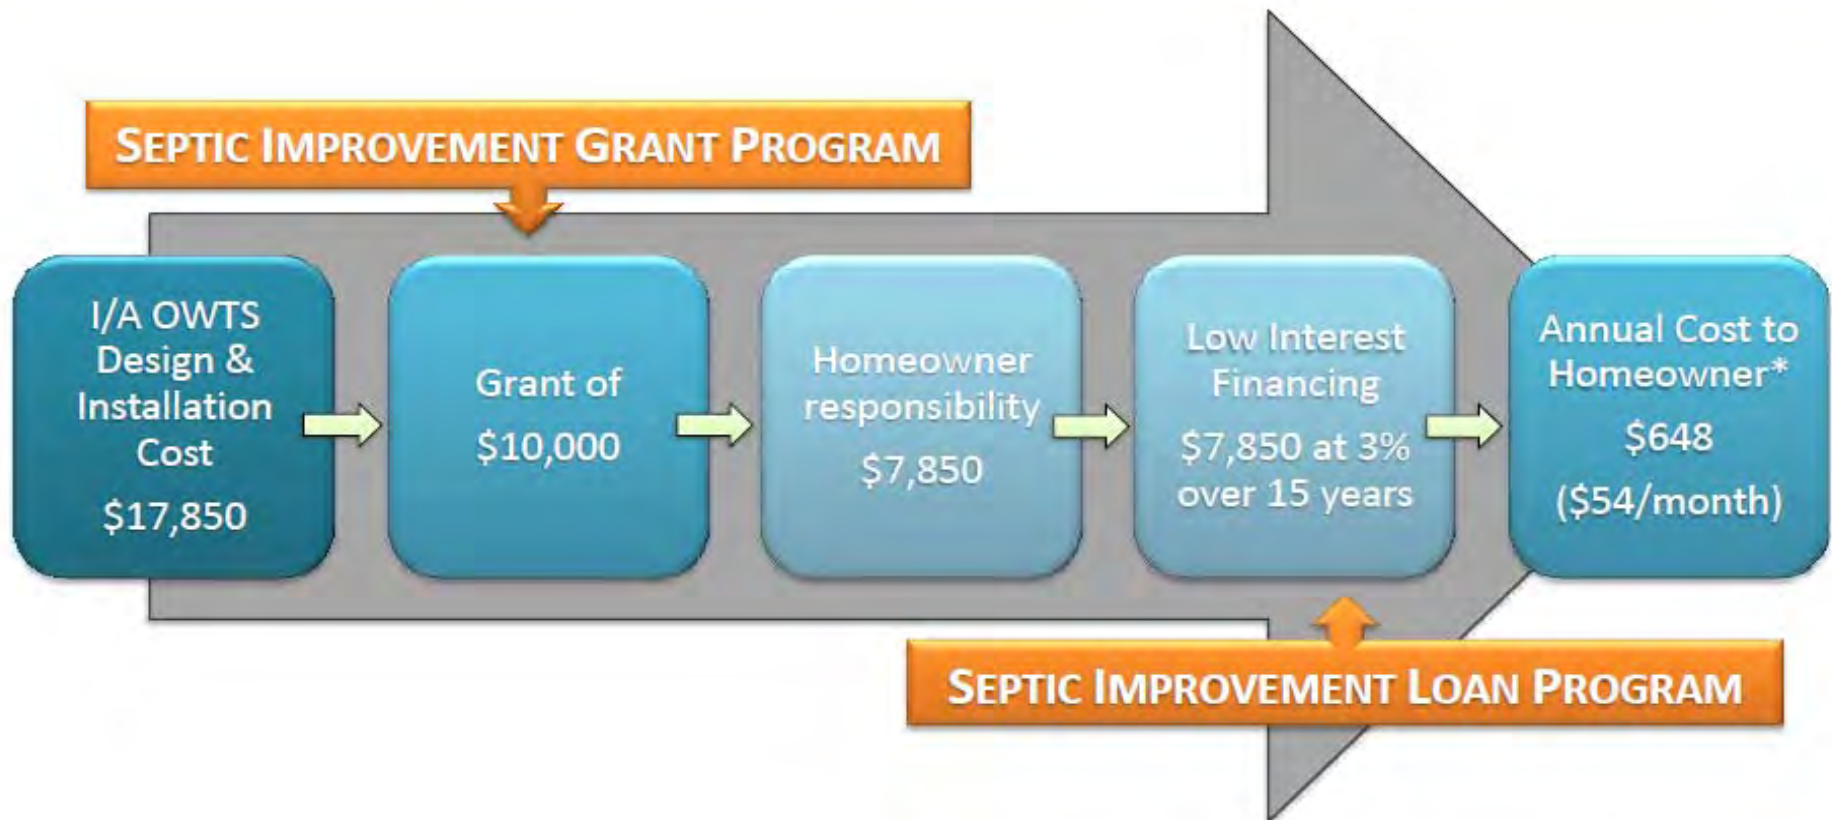 SEPTIC IMPROVEMENT GRANT PROGRAM
I/A OWTS
Design &
Installation
Cost
$17,850
Grant of
$10,000
Homeowner
responsibility
$7,850
Low Interest
Financing
$7,850 at 3%
over 15 years
Annual Cost to
Homeowner*
$648
($54/month)
SEPTIC IMPROVEMENT LOAN PROGRAM